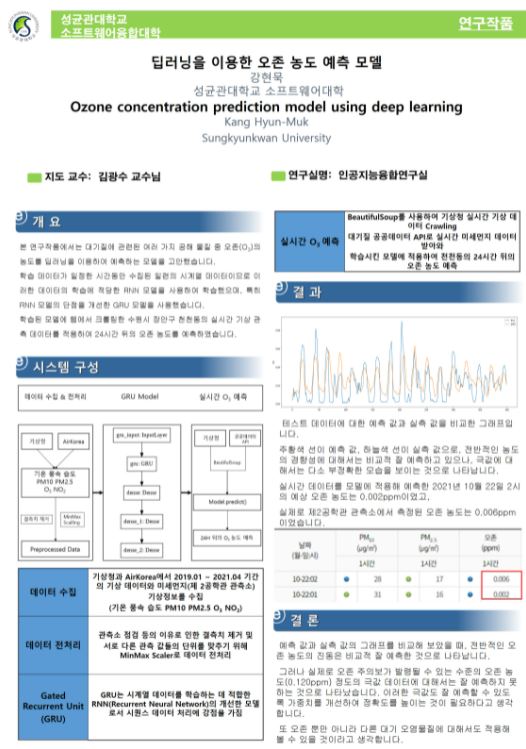 성균관대학교
소프트웨어융합대학
연구작품
딥러닝을 이용한 오존 농도 예측 모델
강현묵
성균관대학교 소프트웨어대학
Ozone concentration prediction model using deep learning
Kang Hyun-Muk
Sungkyunkwan University
지도 교수: 김광수 교수님
연구실명: 인공지능융합연구실
개 요
본 연구작품에서는 대기질에 관련된 여러 가지 공해 물질 중 오존(O₃)의
농도를 딥러닝을 이용하여 예측하는 모델을 고안했습니다.
학습 데이터가 일정한 시간동안 수집된 일련의 시계열 데이터이므로 이
러한 데이터의 학습에 적당한 RNN 모델을 사용하여 학습했으며, 특히
RNN 모델의 단점을 개선한 GRU 모델을 사용했습니다.
학습된 모델에 웹에서 크롤링한 수원시 장안구 천천동의 실시간 기상 관
측 데이터를 적용하여 24시간 뒤의 오존 농도를 예측하였습니다.
시스템 구성
데이터 수집 & 전처리
GRU Model
실시간 O₃ 예측
기상청
AirKorea
기온 풍속 습도
PM10 PM2.5
O₃ NO₂
결측치 제거
MinMax
Scaling
Preprocessed Data
gru_input: InputLayer
gru: GRU
dense: Dense
dense_1: Dense
dense_2: Dense
기상청
공공데이터
API
BeautifulSoup
Model predict()
24H 뒤의 O₃ 농도 예측
데이터 수집
기상청과 AirKorea에서 2019.01 ~ 2021.04 기간
의 기상 데이터와 미세먼지(제 2공학관 관측소)
기상정보를 수집
(기온 풍속 습도 PM10 PM2.5 O₃ NO₂)
데이터 전처리
관측소 점검 등의 이유로 인한 결측치 제거 및
서로 다른 관측 값들의 단위를 맞추기 위해
MinMax Scaler로 데이터 전처리
Gated
Recurrent Unit
(GRU)
GRU는 시계열 데이터를 학습하는 데 적합한
RNN(Recurrent Neural Network)의 개선한 모델
로서 시퀀스 데이터 처리에 강점을 가짐
실시간 O₃ 예측
BeautifulSoup를 사용하여 기상청 실시간 기상 데
이터 Crawling
대기질 공공데이터 API로 실시간 미세먼지 데이터
받아와
학습시킨 모델에 적용하여 천천동의 24시간 뒤의
오존 농도 예측
결 과
테스트 데이터에 대한 예측 값과 실측 값을 비교한 그래프입
니다.
주황색 선이 예측 값, 하늘색 선이 실측 값으로, 전반적인 농도
의 경향성에 대해서는 비교적 잘 예측하고 있으나, 극값에 대
해서는 다소 부정확한 모습을 보이는 것으로 나타납니다.
실시간 데이터를 모델에 적용해 예측한 2021년 10월 22일 2시
의 예상 오존 농도는 0.002ppm이었고,
실제로 제2공학관 관측소에서 측정된 오존 농도는 0.006ppm
이었습니다.
날짜
(월-일:시)
PM₁₀
(㎍/㎥)
PM₂.₅
(㎍/㎥)
오존
(ppm)
1시간
1시간
1시간
10-22:02
28
17
0.006
10-22:01
31
16
0.002
결 론
예측 값과 실측 값의 그래프를 비교해 보았을 때, 전반적인 오
존 농도의 진동은 비교적 잘 예측한 것으로 나타납니다.
그러나 실제로 오존 주의보가 발령될 수 있는 수준의 오존 농
도(0.120ppm) 정도의 극값 데이터에 대해서는 잘 예측하지 못
하는 것으로 나타났습니다. 이러한 극값도 잘 예측할 수 있도
록 가중치를 개선하여 정확도를 높이는 것이 필요하다고 생각
합니다.
또 오존 뿐만 아니라 다른 대기 오염물질에 대해서도 적용해
볼 수 있을 것이라고 생각합니다.